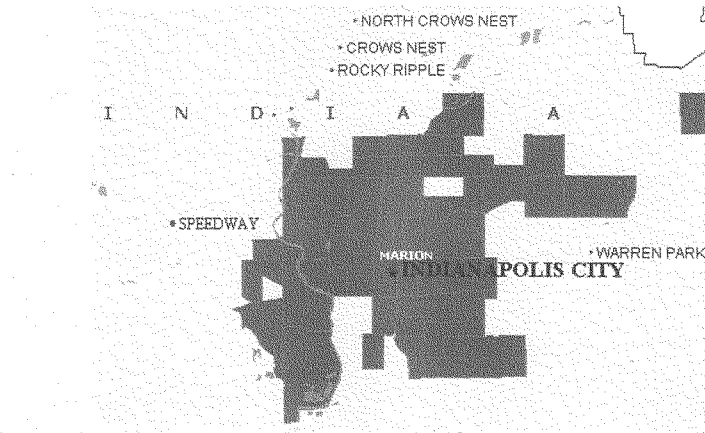 NORTH CROWS NEST
CROWS NEST
ROCKY RIPPLE
I N D I A A
SPEEDWAY
MARION
WARREN PARK
INDIANAPOLIS CITY